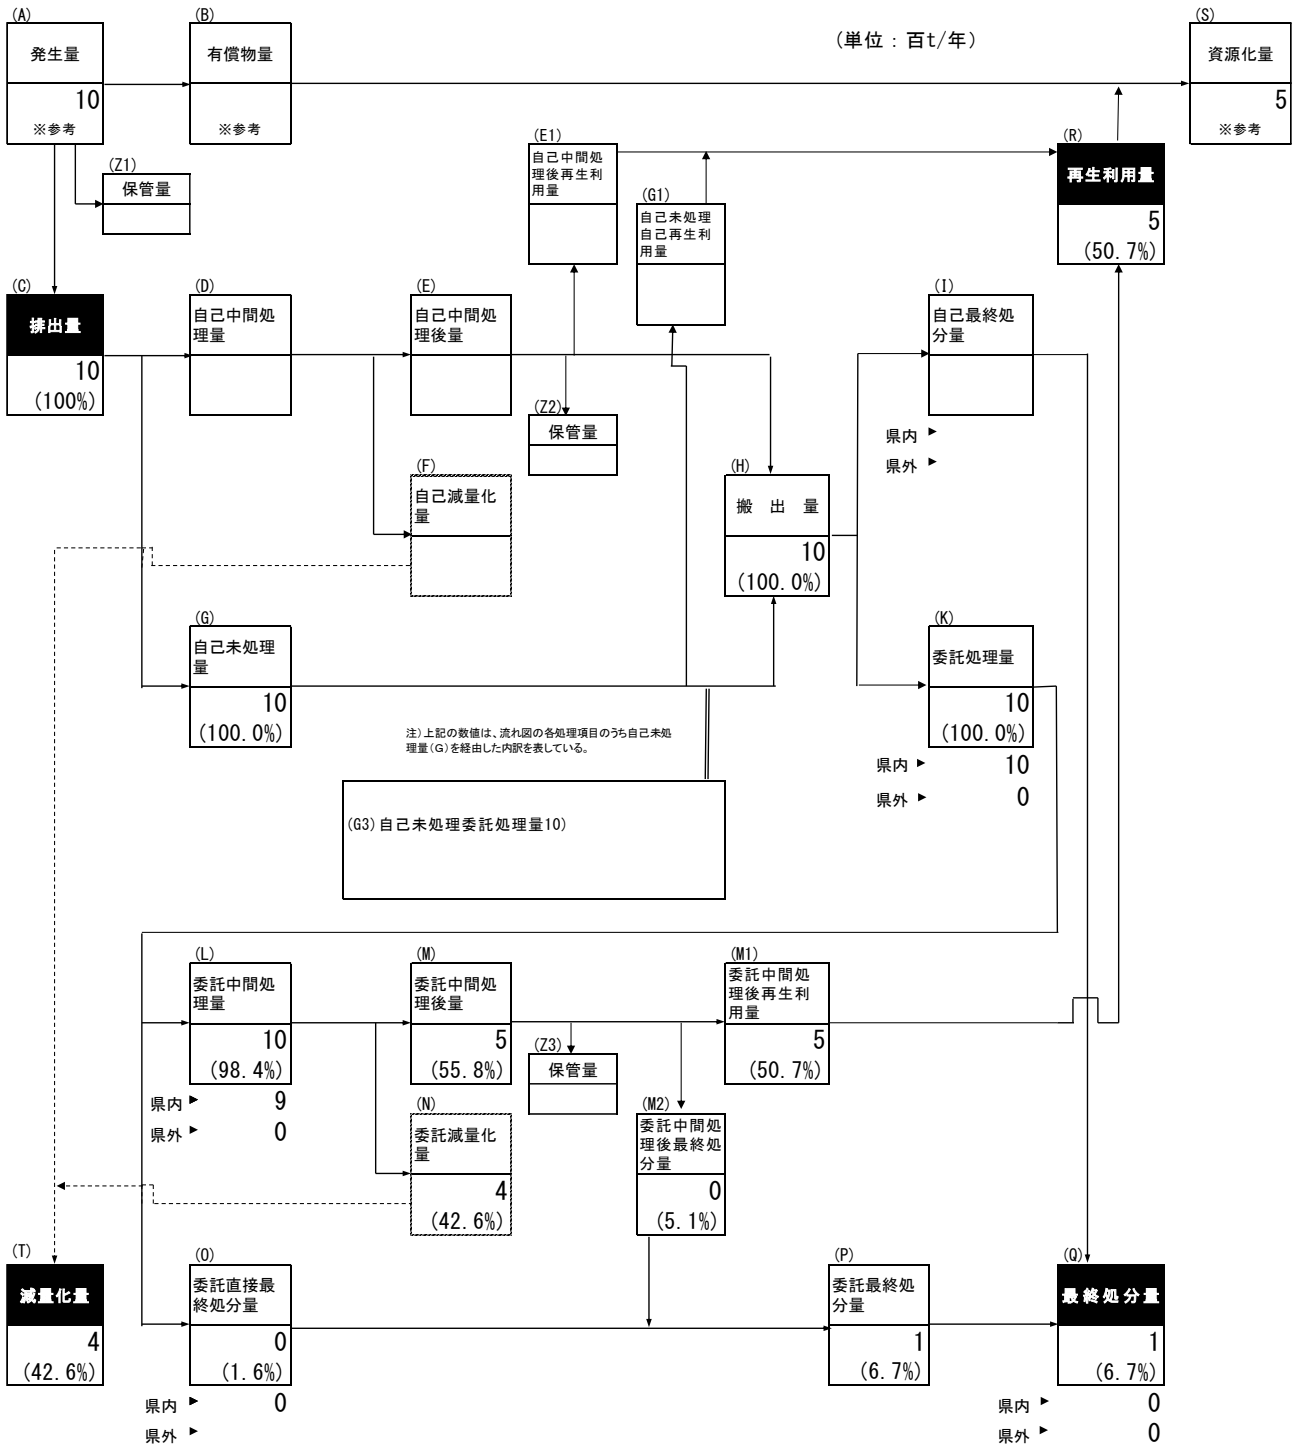 (A)
発生量
10
※参考
(B)
有償物量
※参考
(単位：百t/年)
(S)
資源化量
5
※参考
(Z1)
保管量
(E1)
自己中間処
理後再生利
用量
(G1)
自己未処理
自己再生利
用量
(R)
再生利用量
5
(50.7%)
(C)
排出量
10
(100%)
(D)
自己中間処
理量
(E)
自己中間処
理後量
(Z2)
保管量
(F)
自己減量化
量
(H)
搬 出 量
10
(100.0%)
(I)
自己最終処
分量
県内 ►
県外 ►
(G)
自己未処理
量
10
(100.0%)
(K)
委託処理量
10
(100.0%)
県内 ► 10
県外 ► 0
注）上記の数値は、流れ図の各処理項目のうち自己未処
理量（G）を経由した内訳を表している。
(G3)自己未処理委託処理量10)
(L)
委託中間処
理量
10
(98.4%)
県内 ► 9
県外 ► 0
(M)
委託中間処
理後量
5
(55.8%)
(Z3)
保管量
(M1)
委託中間処
理後再生利
用量
5
(50.7%)
(N)
委託減量化
量
4
(42.6%)
(M2)
委託中間処
理後最終処
分量
0
(5.1%)
(T)
減量化量
4
(42.6%)
(O)
委託直接最
終処分量
0
(1.6%)
県内 ► 0
県外 ►
(P)
委託最終処
分量
1
(6.7%)
(Q)
最終処分量
1
(6.7%)
県内 ► 0
県外 ► 0